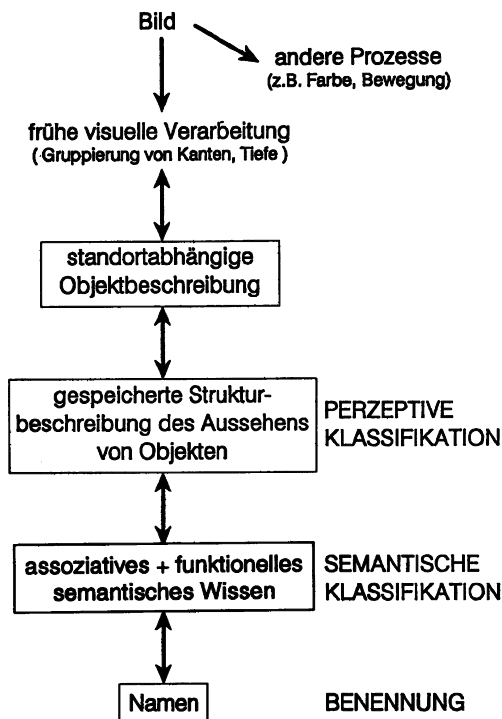 Bild
andere Prozesse
(z.B. Farbe, Bewegung)
frühe visuelle Verarbeitung
(Gruppierung von Kanten, Tiefe)
standortabhängige
Objektbeschreibung
gespeicherte Struktur-
beschreibung des Aussehens
von Objekten
PERZEPTIVE
KLASSIFIKATION
assoziatives + funktionelles
semantisches Wissen
SEMANTISCHE
KLASSIFIKATION
Namen
BENENNUNG